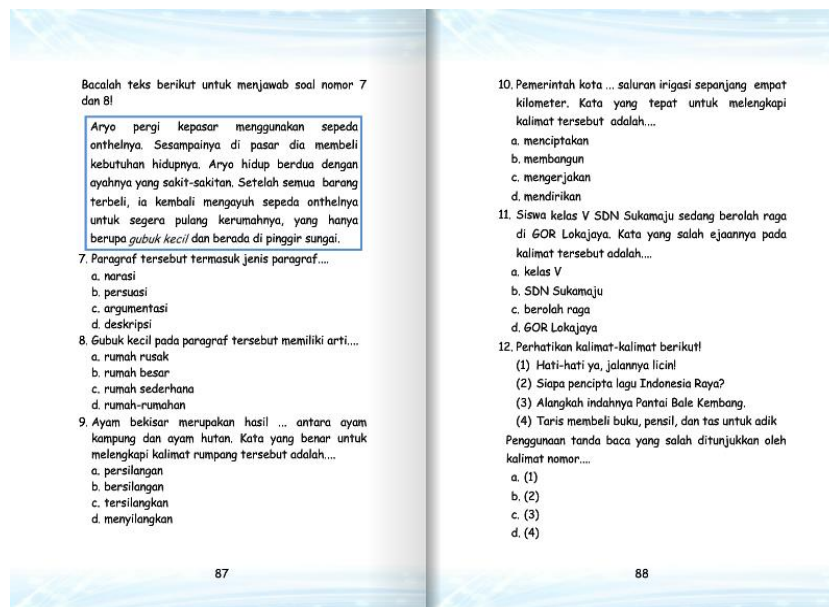 Bacalah teks berikut untuk menjawab soal nomor 7
dan 8!
Aryo pergi kepasar menggunakan sepeda
onthelnya. Sesampainya di pasar dia membeli
kebutuhan hidupnya. Aryo hidup berdua dengan
ayahnya yang sakit-sakitan. Setelah semua barang
terbeli, ia kembali mengayuh sepeda onthelnya
untuk segera pulang kerumahnya, yang hanya
berupa gubuk kecil dan berada di pinggir sungai.
7. Paragraf tersebut termasuk jenis paragraf....
a. narasi
b. persuasi
c. argumentasi
d. deskripsi
8. Gubuk kecil pada paragraf tersebut memiliki arti....
a. rumah rusak
b. rumah besar
c. rumah sederhana
d. rumah-rumahan
9. Ayam bekisar merupakan hasil ... antara ayam
kampung dan ayam hutan. Kata yang benar untuk
melengkapi kalimat rumpang tersebut adalah....
a. persilangan
b. bersilangan
c. tersilangkan
d. menyilangkan
87
10. Pemerintah kota ... saluran irigasi sepanjang empat
kilometer. Kata yang tepat untuk melengkapi
kalimat tersebut adalah....
a. menciptakan
b. membangun
c. mengerjakan
d. mendirikan
11. Siswa kelas V SDN Sukamaju sedang berolah raga
di GOR Lokajaya. Kata yang salah ejaannya pada
kalimat tersebut adalah....
a. kelas V
b. SDN Sukamaju
c. berolah raga
d. GOR Lokajaya
12. Perhatikan kalimat-kalimat berikut!
(1) Hati-hati ya, jalannya licin!
(2) Siapa pencipta lagu Indonesia Raya?
(3) Alangkah indahnya Pantai Bale Kembang.
(4) Taris membeli buku, pensil, dan tas untuk adik
Penggunaan tanda baca yang salah ditunjukkan oleh
kalimat nomor....
a. (1)
b. (2)
c. (3)
d. (4)
88